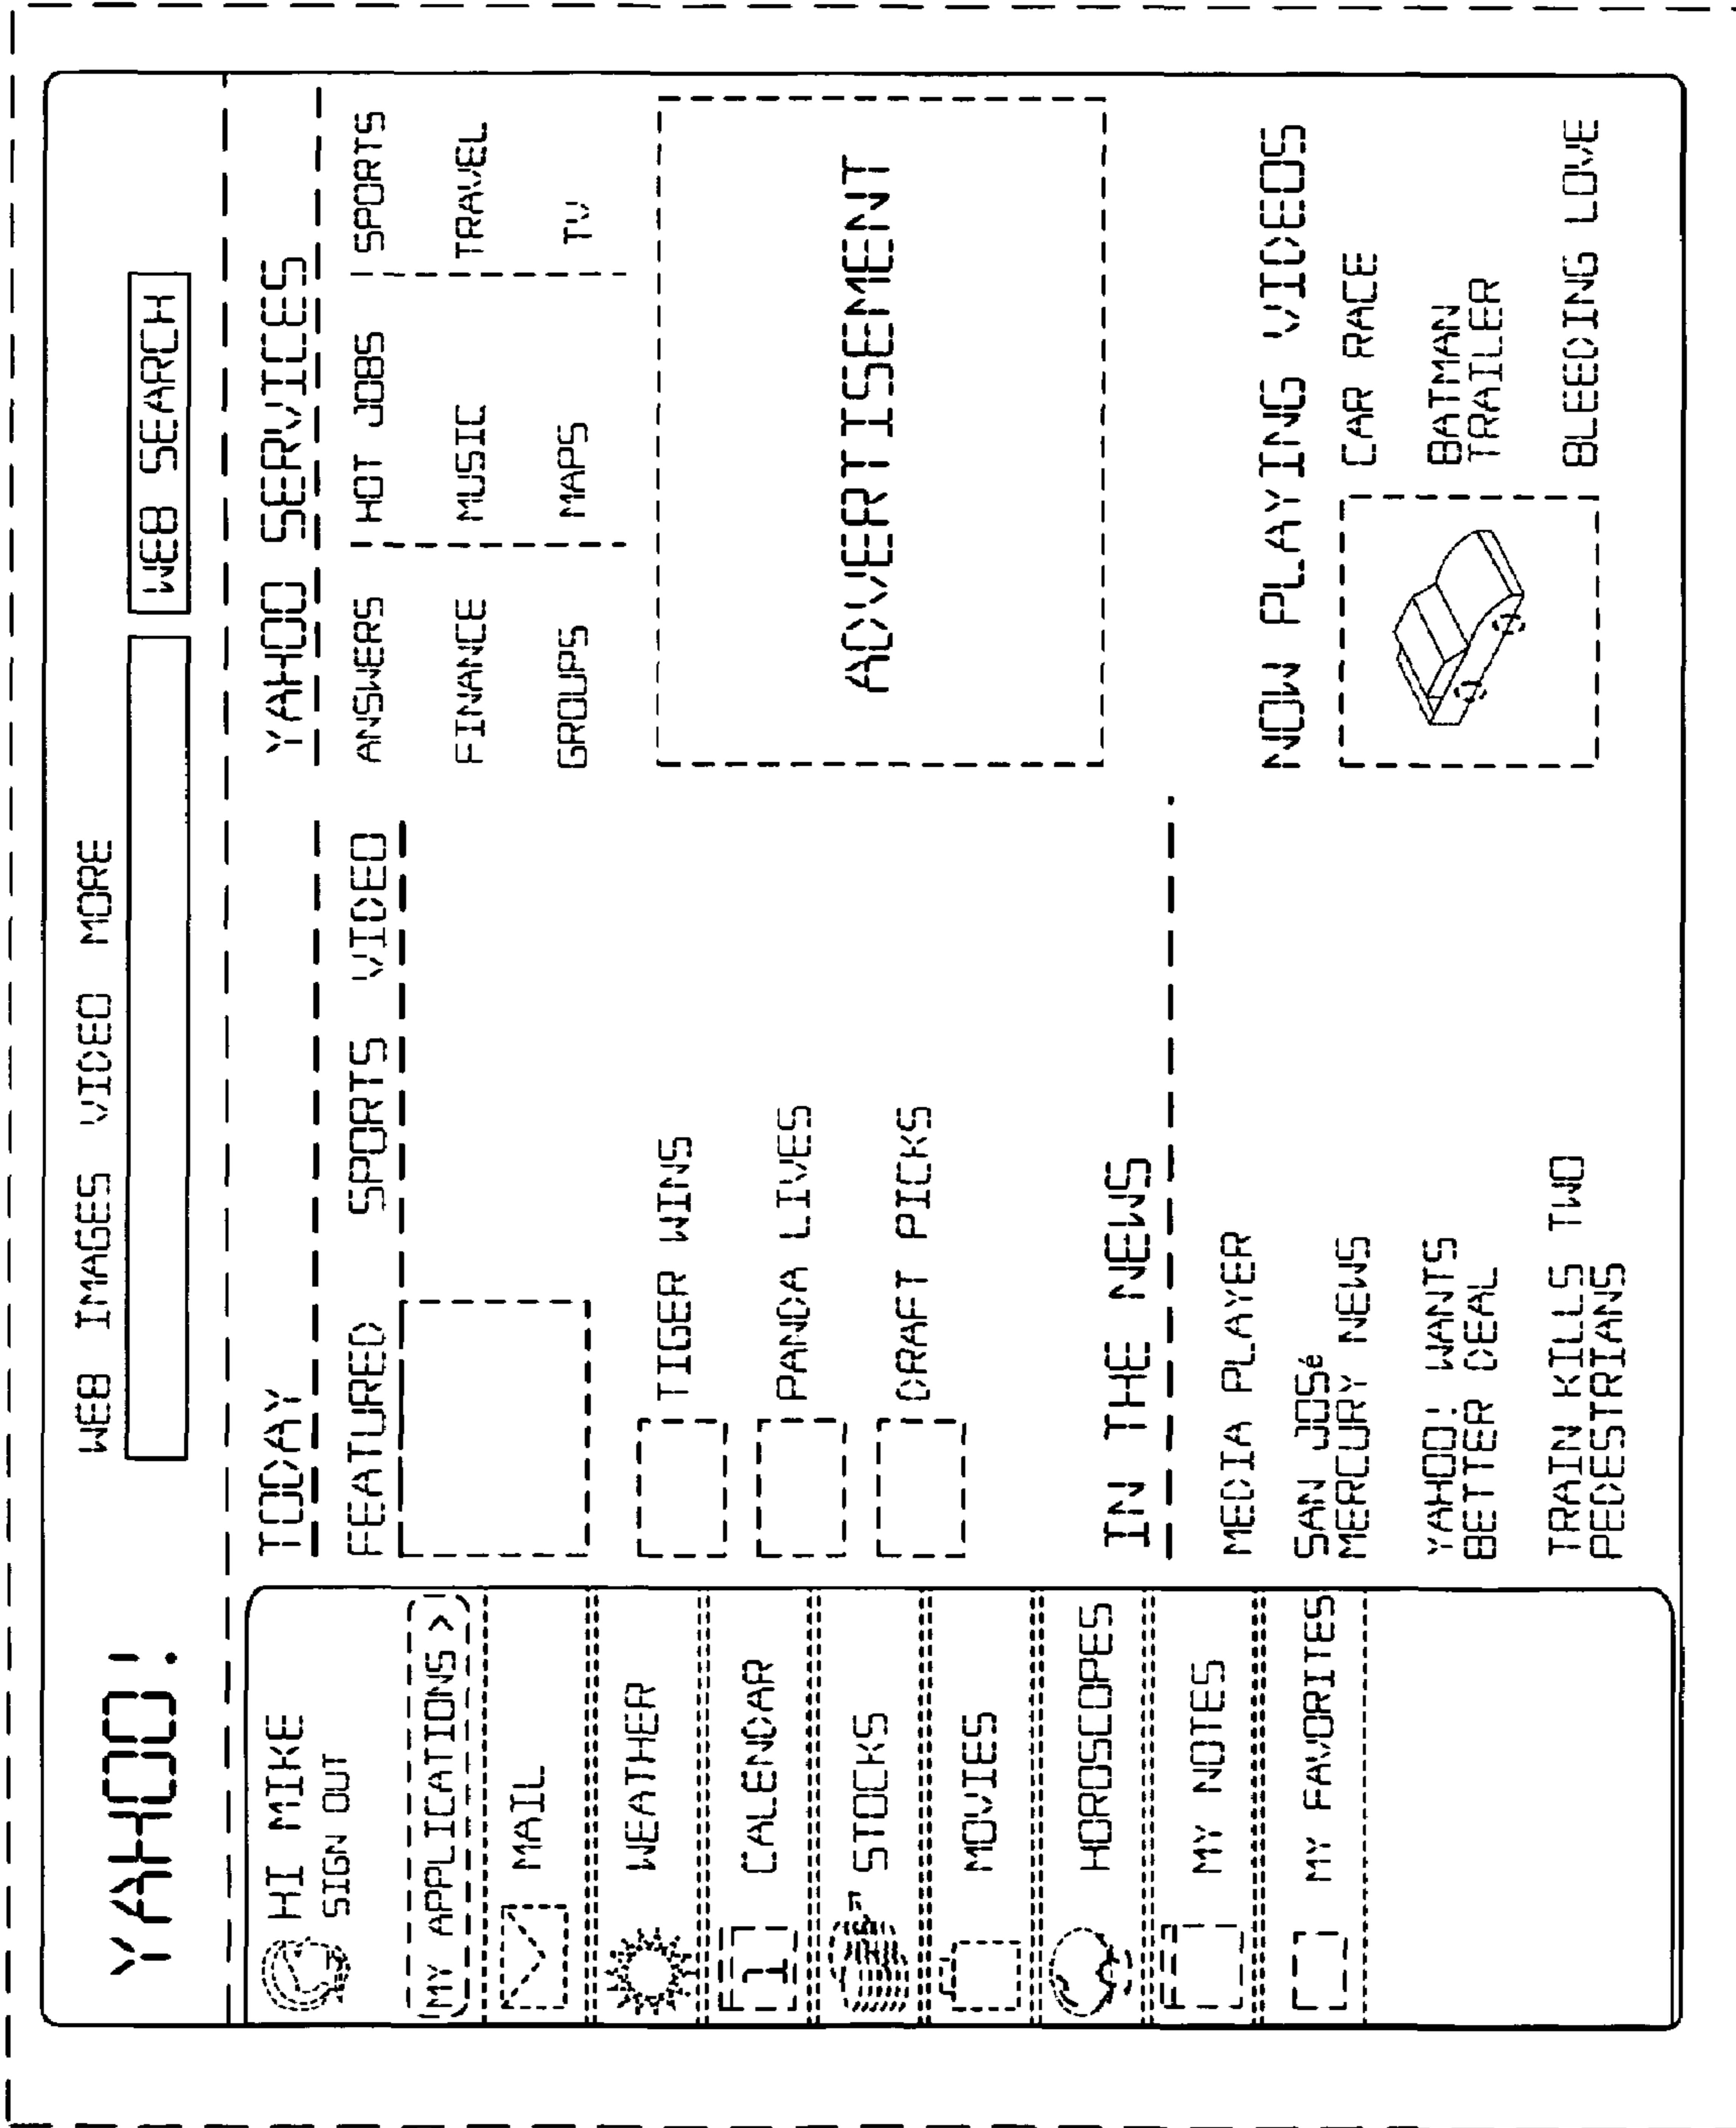 YAHOO!
WEB IMAGES VIDEO MORE
WEB SEARCH
HI MIKE
SIGN OUT
MY APPLICATIONS >
MAIL
WEATHER
1
CALENDAR
STOCKS
MOVIES
HOROSCOPES
MY NOTES
MY FAVORITES
TODAY
FEATURED SPORTS VIDEO
TIGER WINS
PANDA LIVES
DRAFT PICKS
IN THE NEWS
MEDIA PLAYER
SAN JOSé
MERCURY NEWS
YAHOO! WANTS
BETTER DEAL
TRAIN KILLS TWO
PEDESTRIANS
YAHOO SERVICES
ANSWERS HOT JOBS SPORTS
FINANCE MUSIC TRAVEL
GROUPS MAPS TV
ADVERTISEMENT
NOW PLAYING VIDEOS
CAR RACE
BATMAN
TRAILER
BLEEDING LOVE